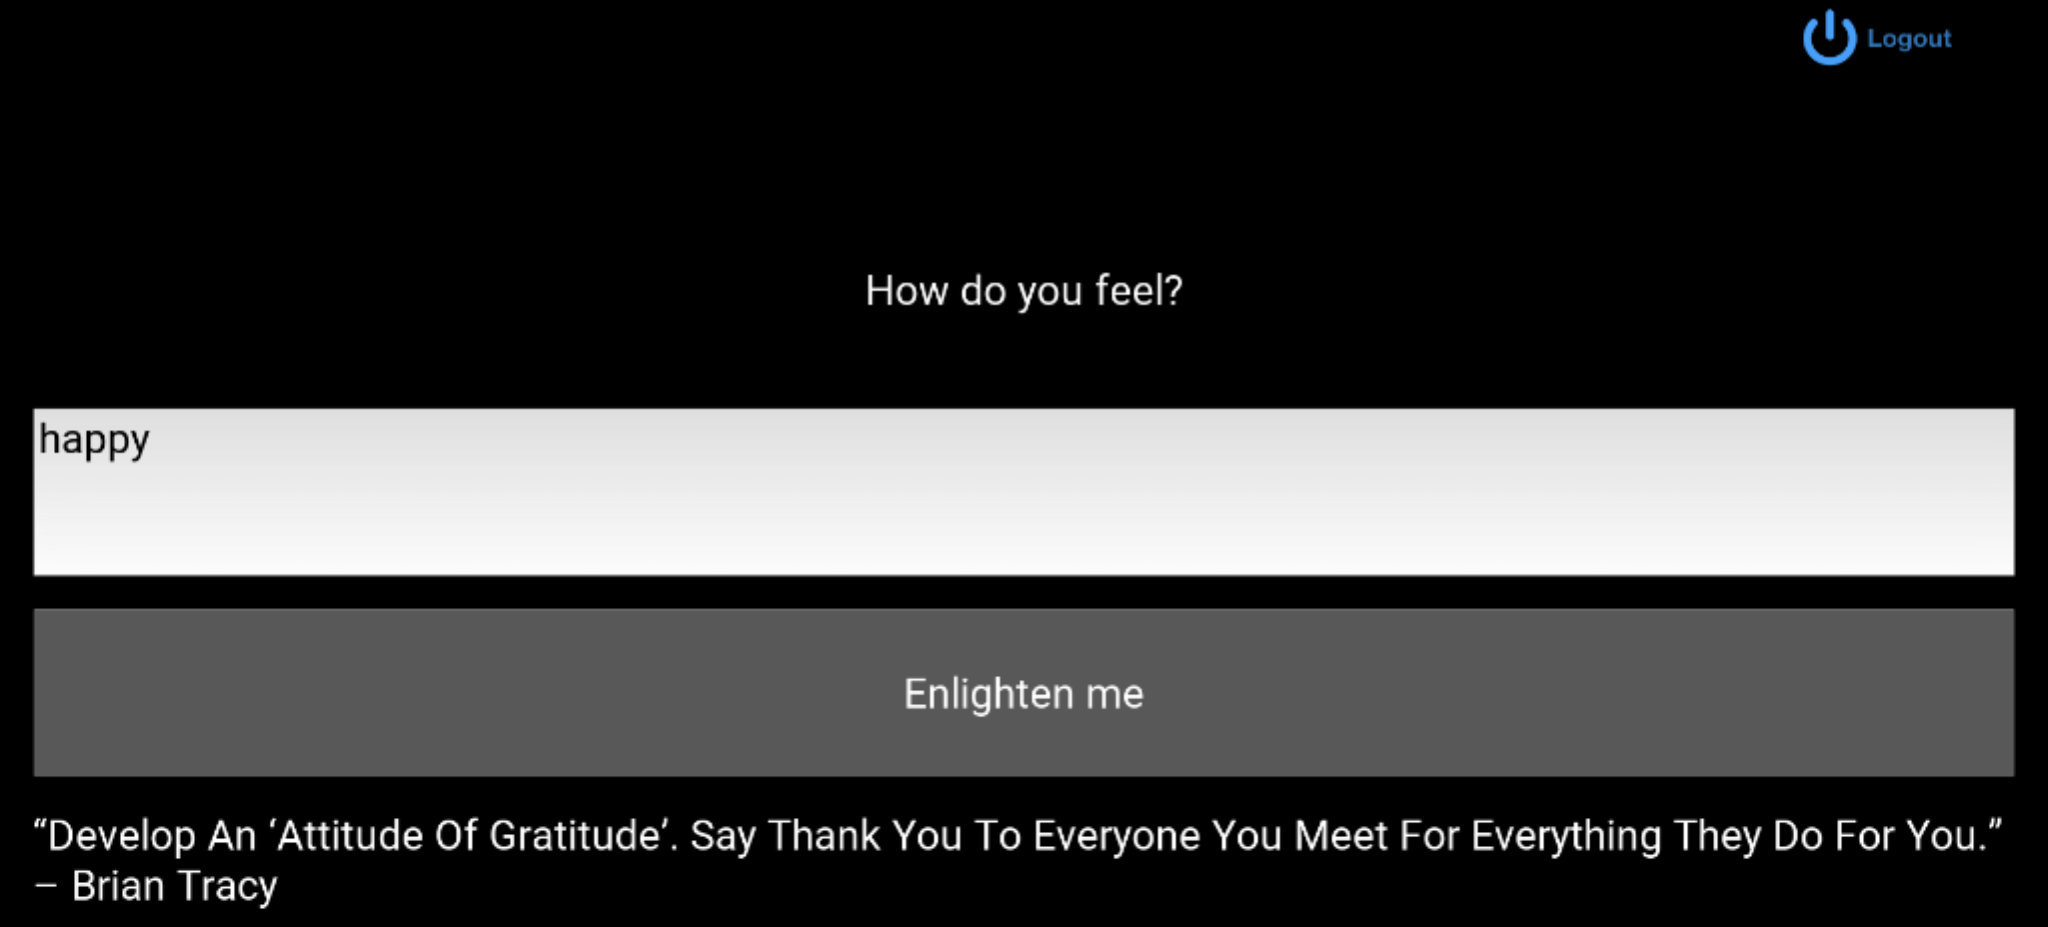 Logout
How do you feel?
happy
Enlighten me
“Develop An ‘Attitude Of Gratitude’. Say Thank You To Everyone You Meet For Everything They Do For You.”
– Brian Tracy